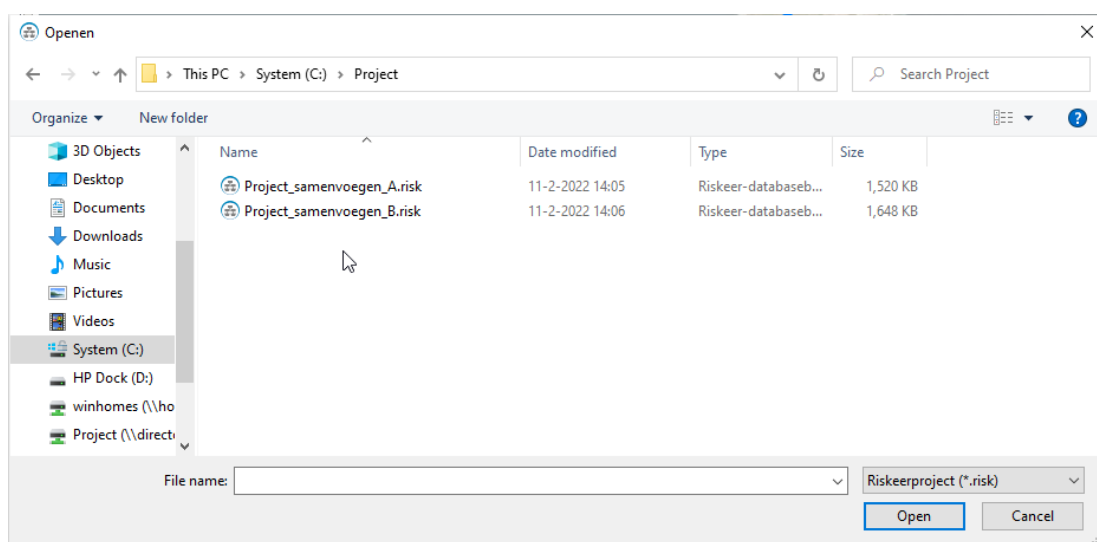 Openen
This PC > System (C:) > Project
Search Project
Organize New folder
Name Date modified Type Size
3D Objects
Desktop
Documents
Downloads
Music
Pictures
Videos
System (C:)
HP Dock (D:)
winhomes (\\ho
Project (\\direct
Project_samenvoegen_A.risk 11-2-2022 14:05 Riskeer-databaseb... 1,520 KB
Project_samenvoegen_B.risk 11-2-2022 14:06 Riskeer-databaseb... 1,648 KB
File name: Riskeerproject (*.risk)
Open Cancel